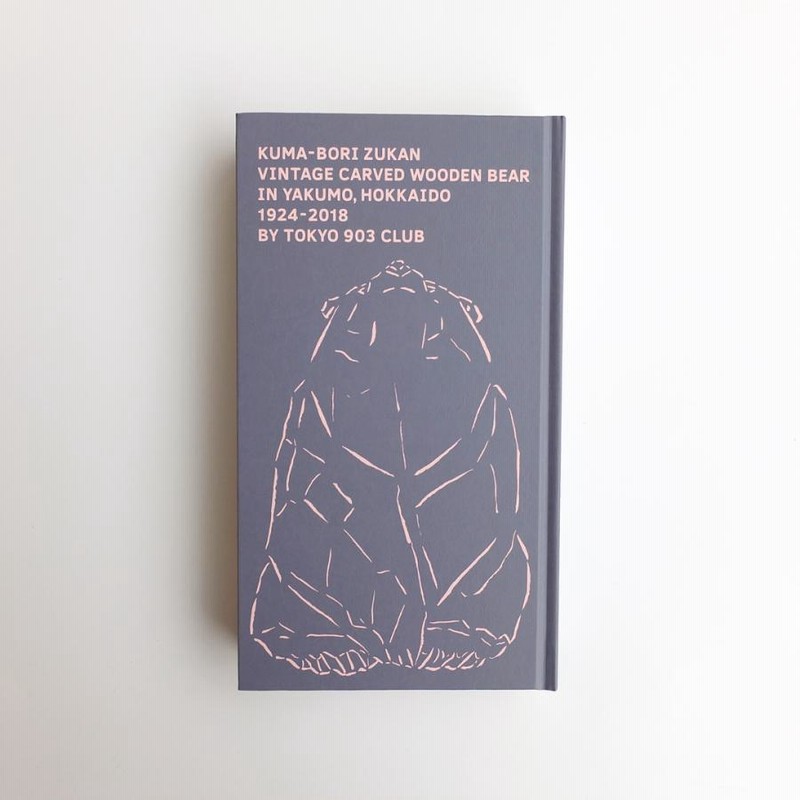 KUMA-BORI ZUKAN
VINTAGE CARVED WOODEN BEAR
IN YAKUMO, HOKKAIDO
1924-2018
BY TOKYO 903 CLUB